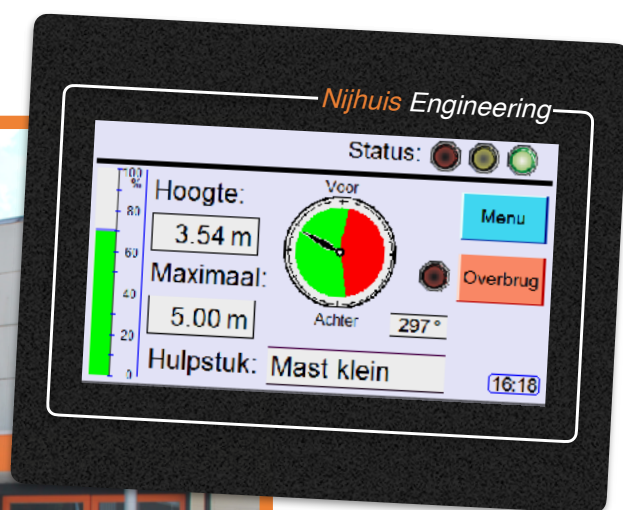 Nijhuis Engineering
Status:
100
%
80
60
40
20
0
Hoogte:
3.54 m
Maximaal:
5.00 m
Hulpstuk: Mast klein
Voor
Achter
297°
Menu
Overbrug
16:18